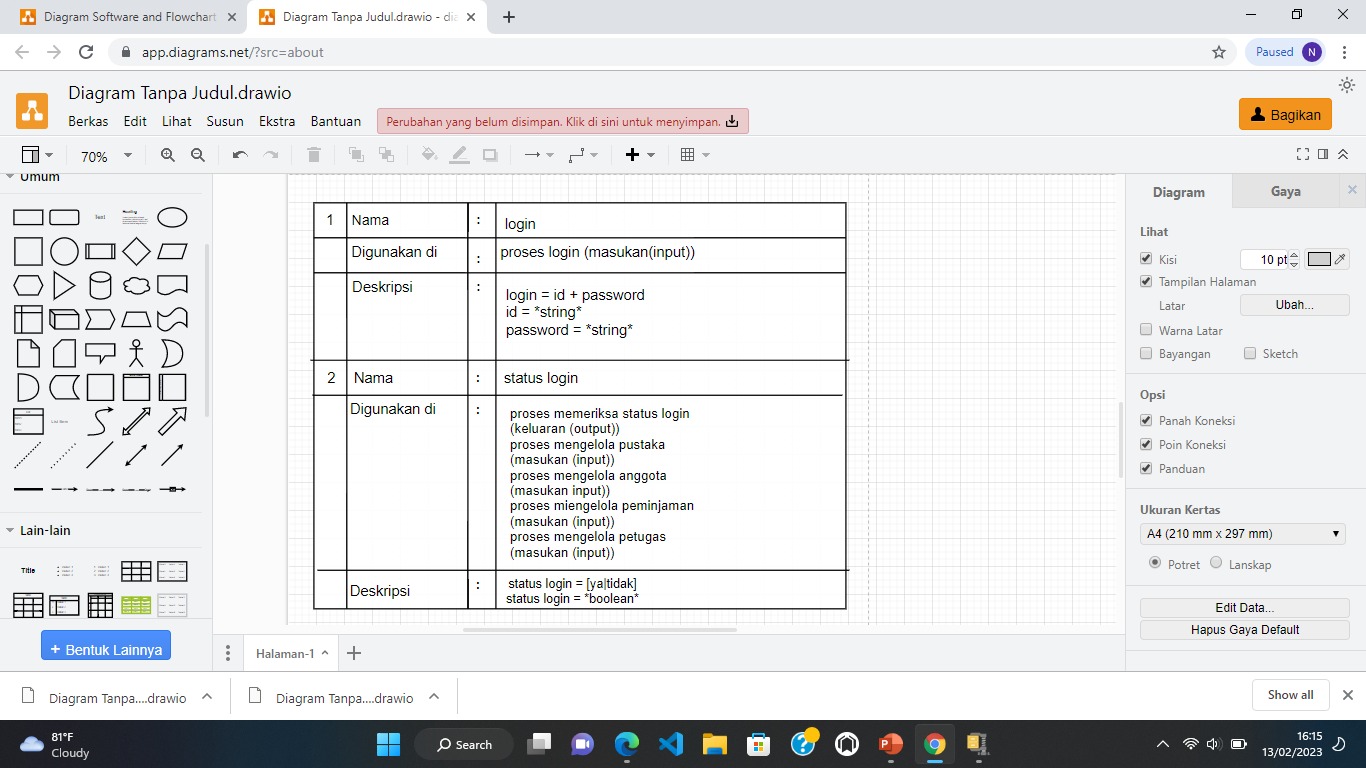 Diagram Software and Flowchart
Diagram Tanpa Judul.drawio - dia
app.diagrams.net/?src=about
Paused
N
Diagram Tanpa Judul.drawio
Berkas Edit Lihat Susun Ekstra Bantuan
Perubahan yang belum disimpan. Klik di sini untuk menyimpan.
Bagikan
70%
Umum
Text
Heading
List Item
Lain-lain
Title
+ Bentuk Lainnya
1 Nama : login
Digunakan di : proses login (masukan(input))
Deskripsi :
login = id + password
id = *string*
password = *string*
2 Nama : status login
Digunakan di :
proses memeriksa status login
(keluaran (output))
proses mengelola pustaka
(masukan (input))
proses mengelola anggota
(masukan input))
proses miengelola peminjaman
(masukan (input))
proses mengelola petugas
(masukan (input))
Deskripsi :
status login = [ya|tidak]
status login = *boolean*
Halaman-1
Diagram Gaya
Lihat
Kisi 10 pt
Tampilan Halaman
Latar Ubah...
Warna Latar
Bayangan Sketch
Opsi
Panah Koneksi
Poin Koneksi
Panduan
Ukuran Kertas
A4 (210 mm x 297 mm)
Potret Lanskap
Edit Data...
Hapus Gaya Default
Diagram Tanpa....drawio
Diagram Tanpa....drawio
Show all
81°F
Cloudy
Search
16:15
13/02/2023